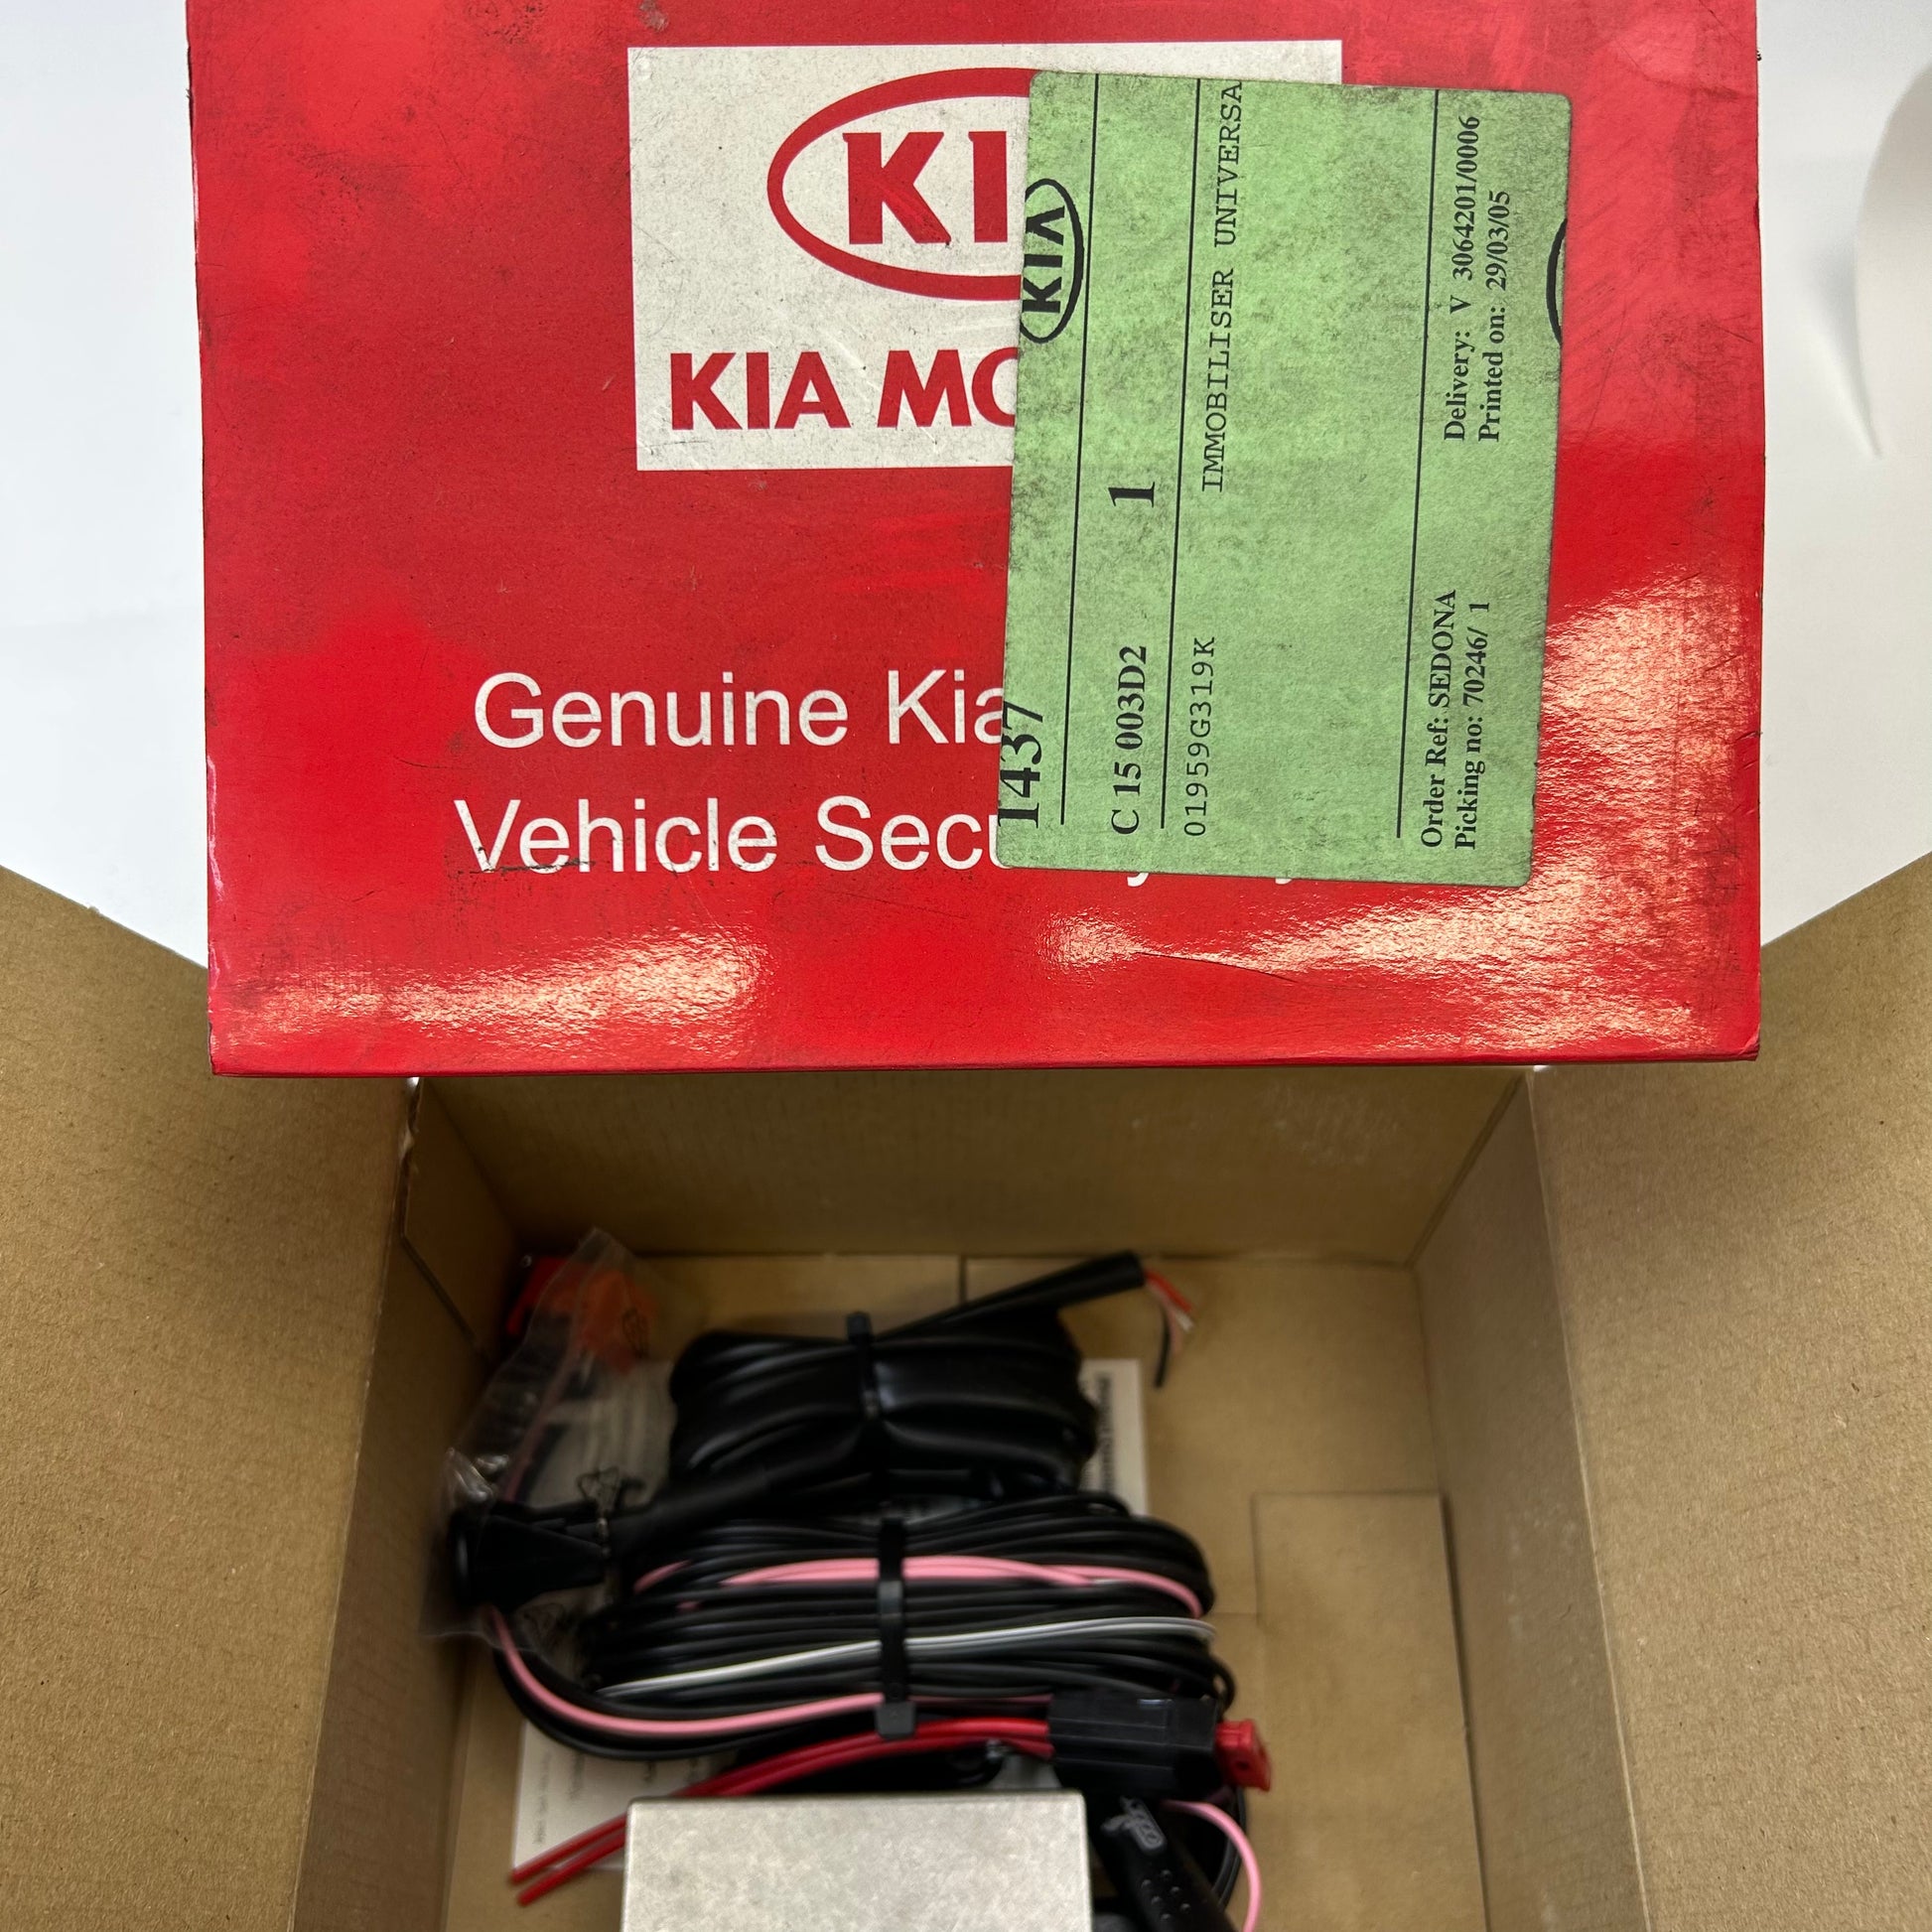 KI
KIA MO
Genuine Kia
Vehicle Secu
KIA
1437
C 15 003D2 1
01959G319K IMMOBILISER UNIVERSA
Order Ref: SEDONA Delivery: V 3064201/0006
Picking no: 70246/ 1 Printed on: 29/03/05